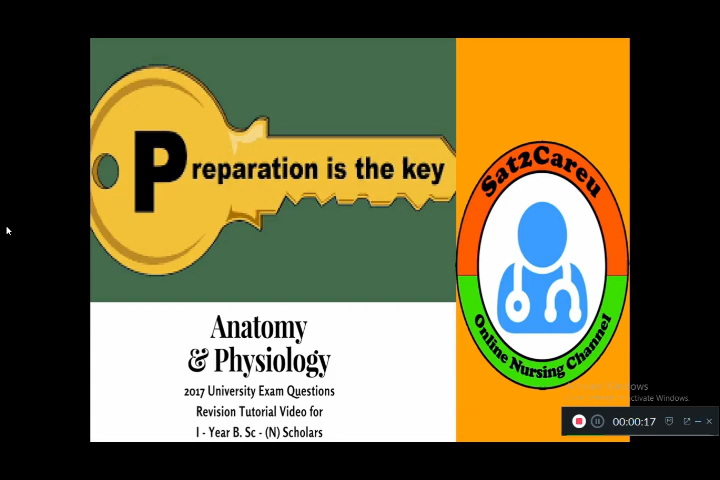 Preparation is the key
Sat2Careu
Online Nursing Channel
Anatomy
& Physiology
2017 University Exam Questions
Revision Tutorial Video for
I - Year B. Sc - (N) Scholars
00:00:17